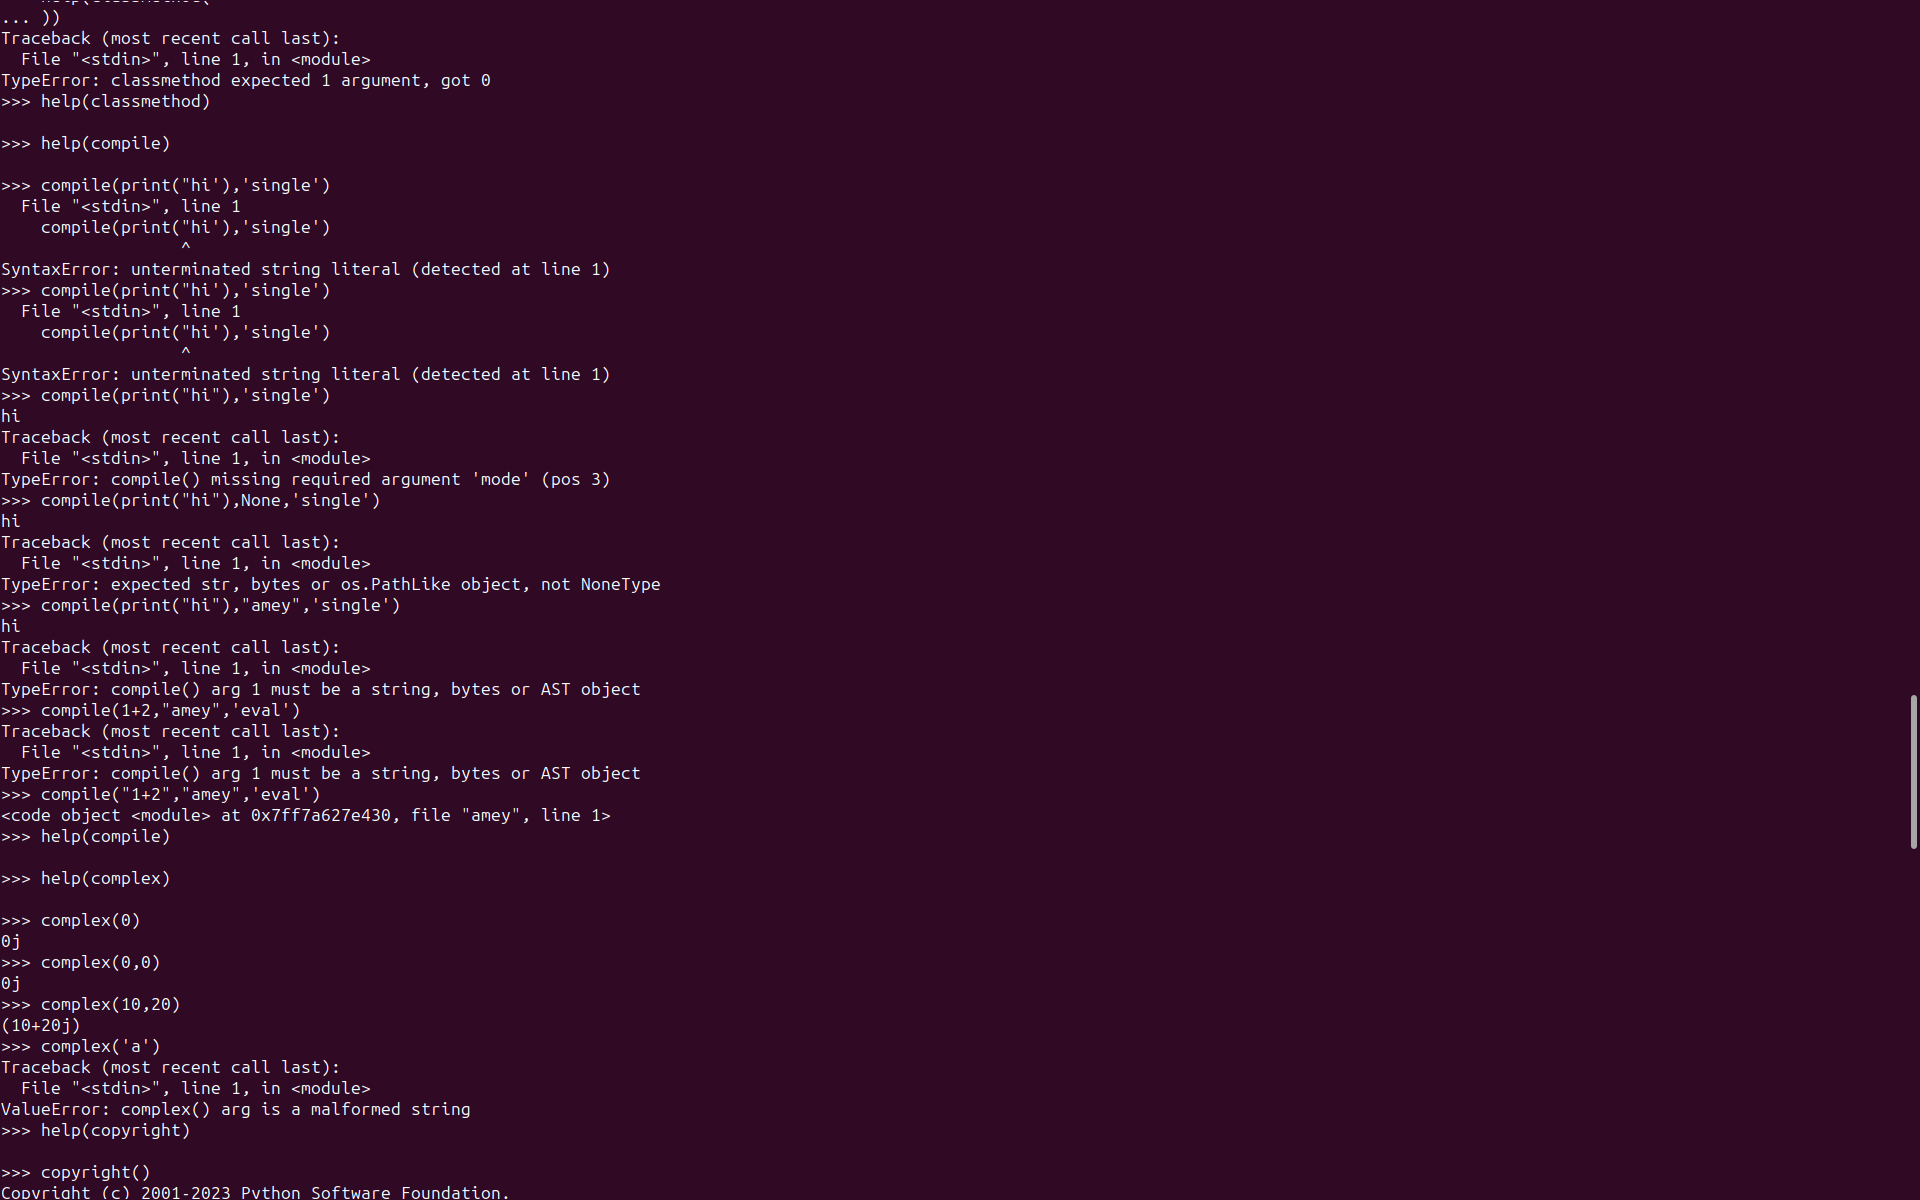 ... ))
Traceback (most recent call last):
  File "<stdin>", line 1, in <module>
TypeError: classmethod expected 1 argument, got 0
>>> help(classmethod)

>>> help(compile)

>>> compile(print("hi'),'single')
  File "<stdin>", line 1
    compile(print("hi'),'single')
                  ^
SyntaxError: unterminated string literal (detected at line 1)
>>> compile(print("hi'),'single')
  File "<stdin>", line 1
    compile(print("hi'),'single')
                  ^
SyntaxError: unterminated string literal (detected at line 1)
>>> compile(print("hi"),'single')
hi
Traceback (most recent call last):
  File "<stdin>", line 1, in <module>
TypeError: compile() missing required argument 'mode' (pos 3)
>>> compile(print("hi"),None,'single')
hi
Traceback (most recent call last):
  File "<stdin>", line 1, in <module>
TypeError: expected str, bytes or os.PathLike object, not NoneType
>>> compile(print("hi"),"amey",'single')
hi
Traceback (most recent call last):
  File "<stdin>", line 1, in <module>
TypeError: compile() arg 1 must be a string, bytes or AST object
>>> compile(1+2,"amey",'eval')
Traceback (most recent call last):
  File "<stdin>", line 1, in <module>
TypeError: compile() arg 1 must be a string, bytes or AST object
>>> compile("1+2","amey",'eval')
<code object <module> at 0x7ff7a627e430, file "amey", line 1>
>>> help(compile)

>>> help(complex)

>>> complex(0)
0j
>>> complex(0,0)
0j
>>> complex(10,20)
(10+20j)
>>> complex('a')
Traceback (most recent call last):
  File "<stdin>", line 1, in <module>
ValueError: complex() arg is a malformed string
>>> help(copyright)

>>> copyright()
Copyright (c) 2001-2023 Python Software Foundation.